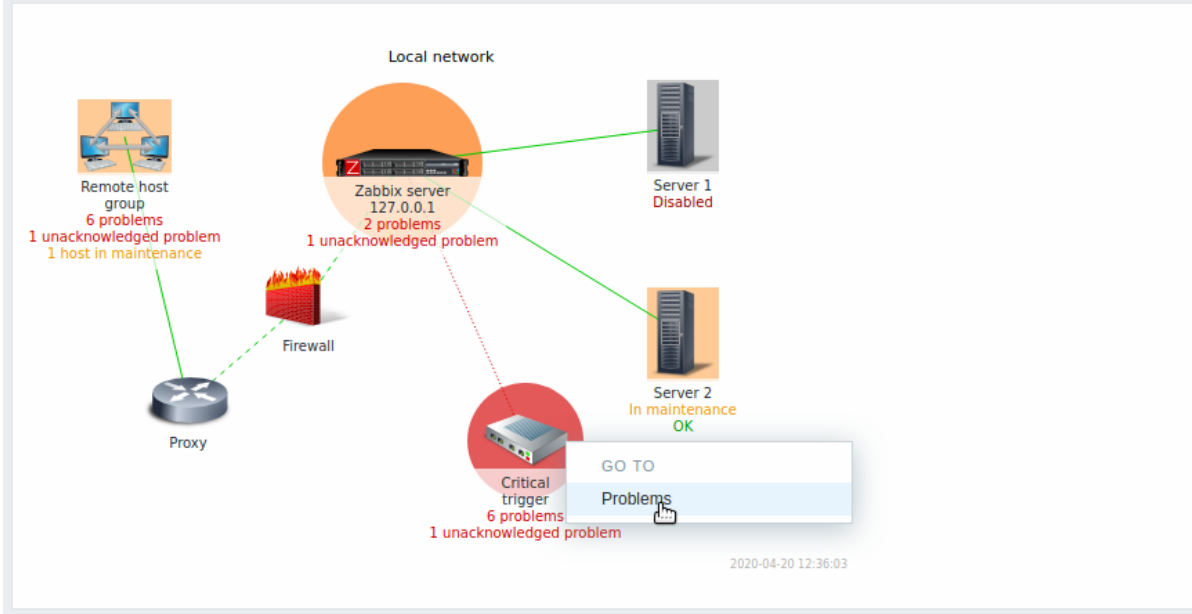 Local network
Remote host
group
6 problems
1 unacknowledged problem
1 host in maintenance
Z
Zabbix server
127.0.0.1
2 problems
1 unacknowledged problem
Server 1
Disabled
Firewall
Proxy
Server 2
In maintenance
OK
Critical
trigger
6 problems
1 unacknowledged problem
GO TO
Problems
2020-04-20 12:36:03